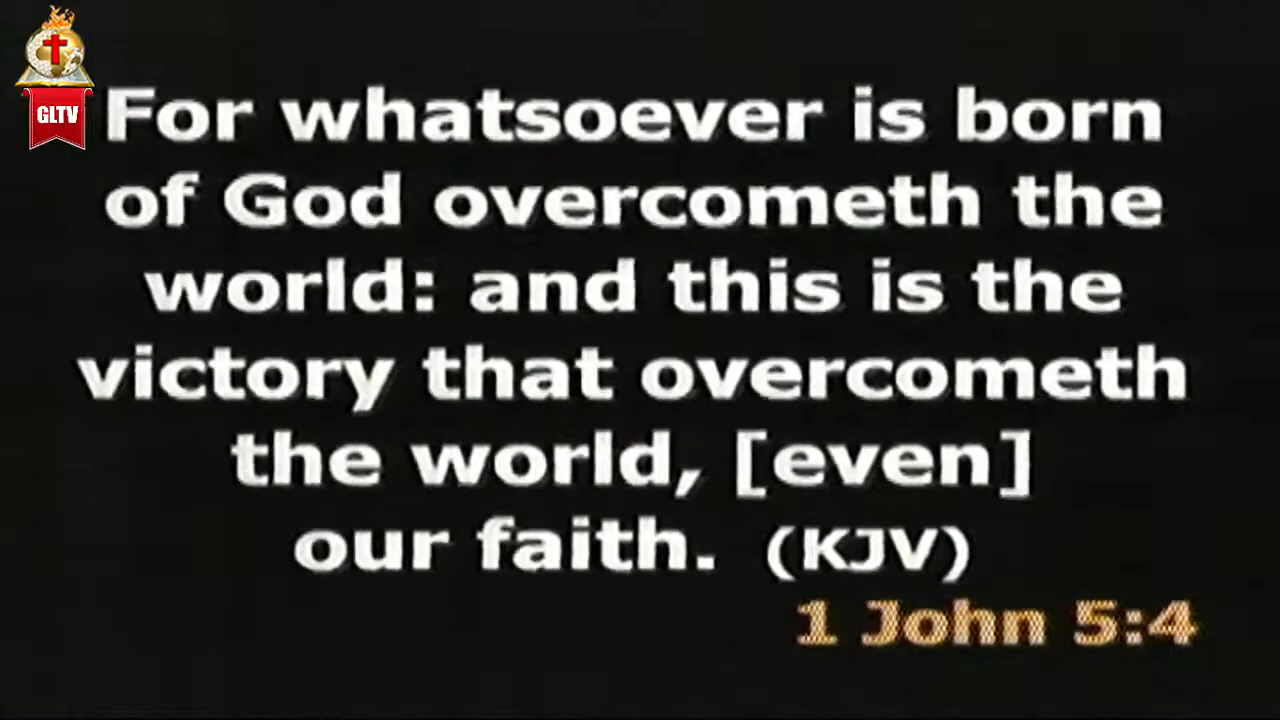 GLTV
For whatsoever is born
of God overcometh the
world: and this is the
victory that overcometh
the world, [even]
our faith. (KJV)
1 John 5:4